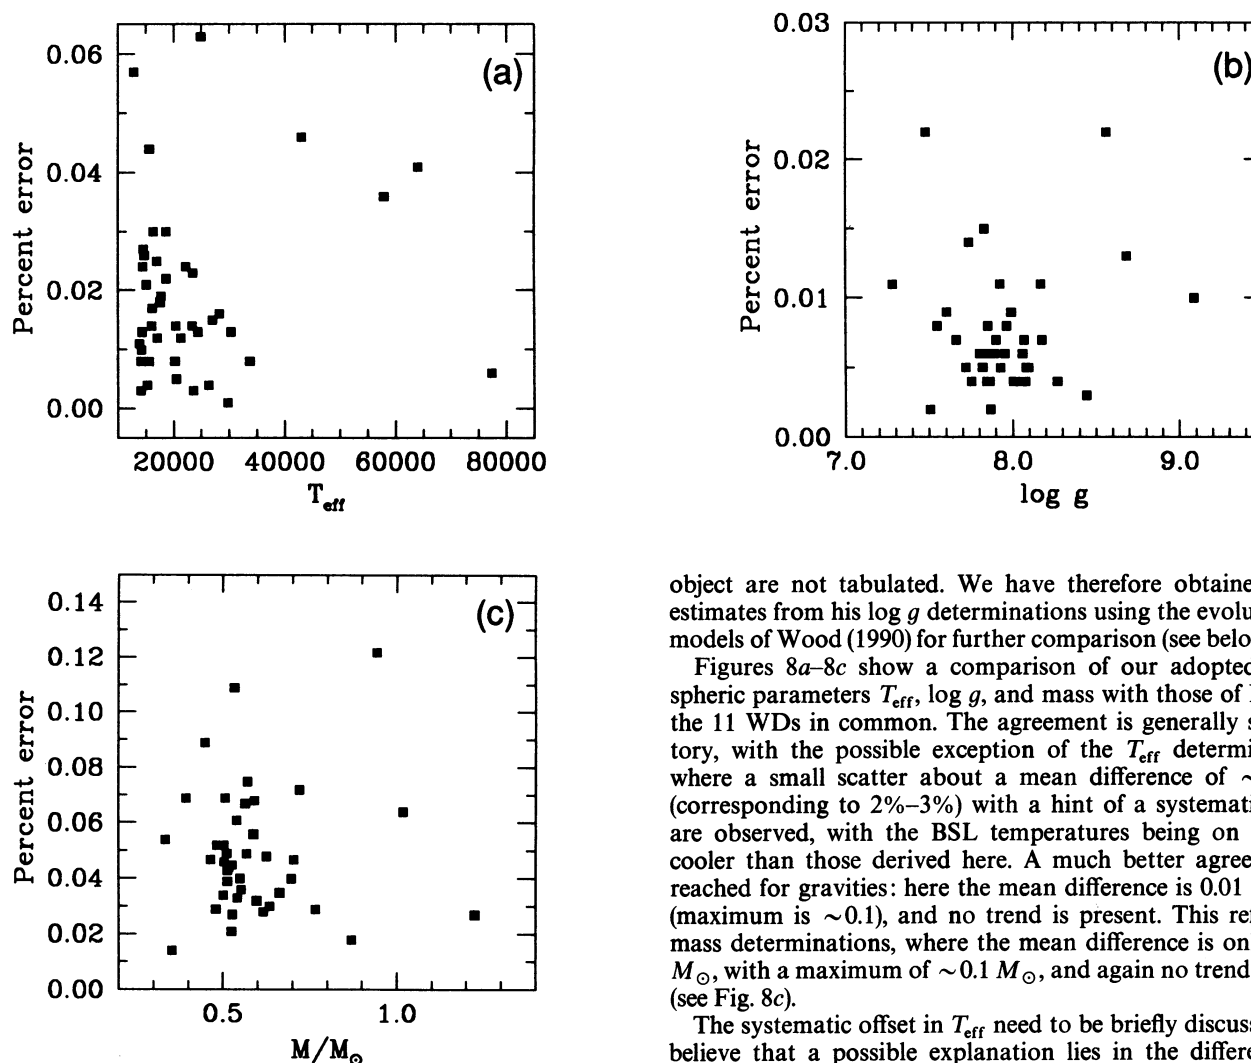 (a)
Percent error
0.06
0.04
0.02
0.00
20000 40000 60000 80000
T_eff
(b)
Percent error
0.03
0.02
0.01
0.00
7.0 8.0 9.0
log g
(c)
Percent error
0.14
0.12
0.10
0.08
0.06
0.04
0.02
0.00
0.5 1.0
M/M⊙
object are not tabulated. We have therefore obtaine
estimates from his log g determinations using the evolu
models of Wood (1990) for further comparison (see belo
Figures 8a–8c show a comparison of our adopted
spheric parameters T_eff, log g, and mass with those of
the 11 WDs in common. The agreement is generally s
tory, with the possible exception of the T_eff determi
where a small scatter about a mean difference of ~
(corresponding to 2%–3%) with a hint of a systemati
are observed, with the BSL temperatures being on
cooler than those derived here. A much better agree
reached for gravities: here the mean difference is 0.01
(maximum is ~0.1), and no trend is present. This re
mass determinations, where the mean difference is on
M⊙, with a maximum of ~0.1 M⊙, and again no trend
(see Fig. 8c).
The systematic offset in T_eff need to be briefly discus
believe that a possible explanation lies in the differe